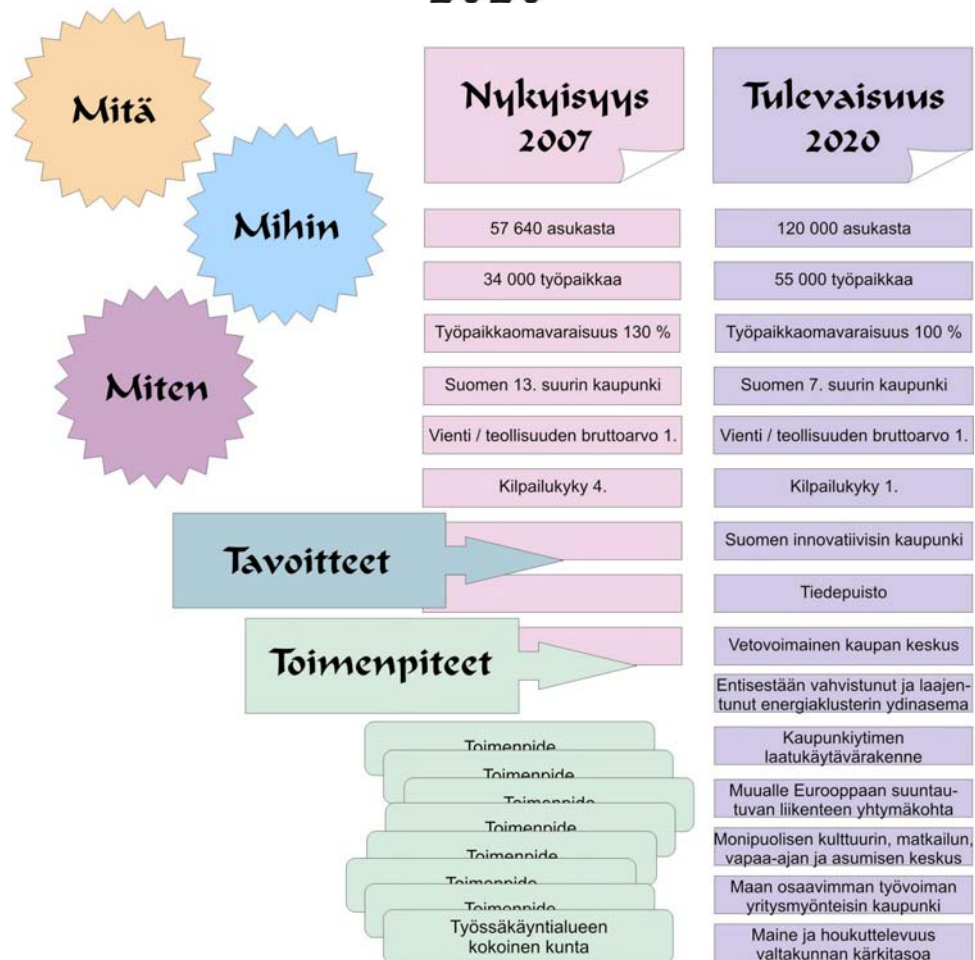 Mitä
Mihin
Miten
Nykyisyys
2007
Tulevaisuus
2020
57 640 asukasta
120 000 asukasta
34 000 työpaikkaa
55 000 työpaikkaa
Työpaikkaomavaraisuus 130 %
Työpaikkaomavaraisuus 100 %
Suomen 13. suurin kaupunki
Suomen 7. suurin kaupunki
Vienti / teollisuuden bruttoarvo 1.
Vienti / teollisuuden bruttoarvo 1.
Kilpailukyky 4.
Kilpailukyky 1.
Tavoitteet
Suomen innovatiivisin kaupunki
Tiedepuisto
Toimenpiteet
Vetovoimainen kaupan keskus
Entisestään vahvistunut ja laajen-
tunut energiaklusterin ydinasema
Kaupunkiytimen
laatukäytävärakenne
Muualle Eurooppaan suuntau-
tuvan liikenteen yhtymäkohta
Monipuolisen kulttuurin, matkailun,
vapaa-ajan ja asumisen keskus
Maan osaavimman työvoiman
yritysmyönteisin kaupunki
Maine ja houkuttelevuus
valtakunnan kärkitasoa
Toimenpide
Toimenpide
Toimenpide
Toimenpide
Toimenpide
Toimenpide
Toimenpide
Työssäkäyntialueen
kokoinen kunta